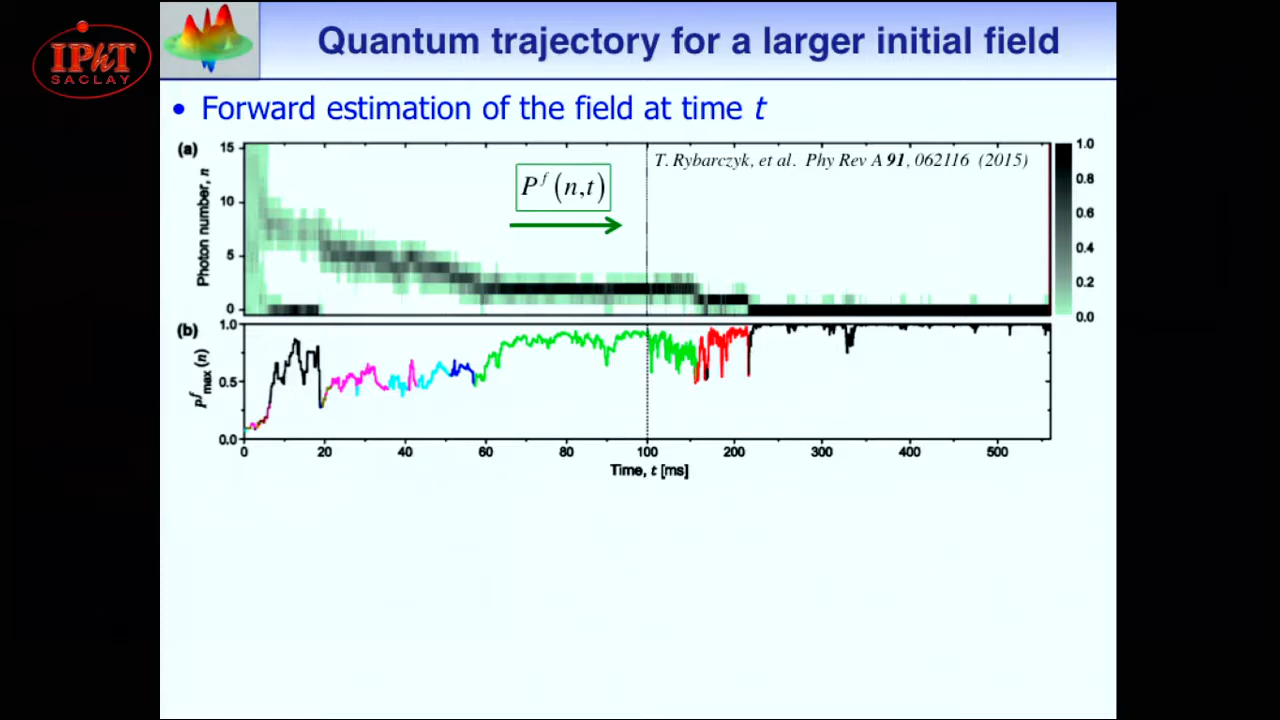 IPhT
SACLAY
Quantum trajectory for a larger initial field
• Forward estimation of the field at time t
(a)
T. Rybarczyk, et al. Phy Rev A 91, 062116 (2015)
P^f (n,t)
Photon number, n
15
10
5
0
1.0
0.8
0.6
0.4
0.2
0.0
(b)
P^f_max (n)
1.0
0.5
0.0
0 20 40 60 80 100 200 300 400 500
Time, t [ms]